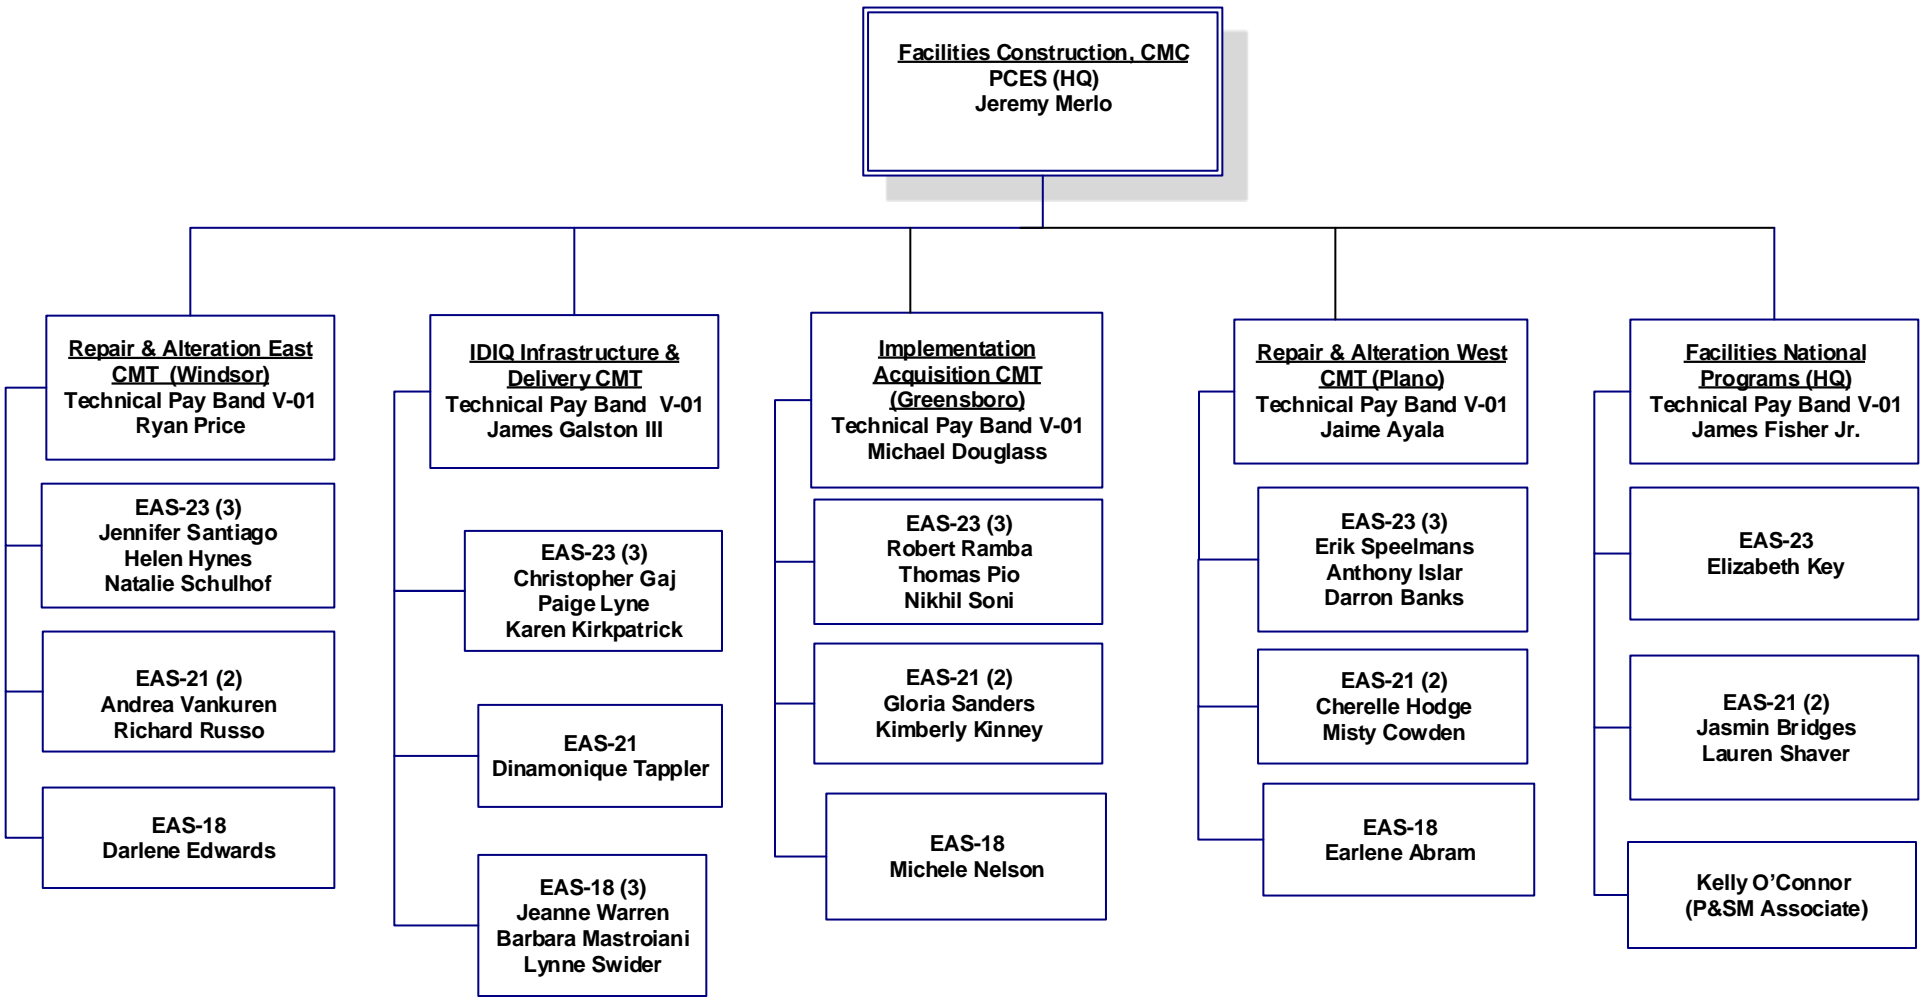 Facilities Construction, CMC
PCES (HQ)
Jeremy Merlo
Repair & Alteration East
CMT (Windsor)
Technical Pay Band V-01
Ryan Price
EAS-23 (3)
Jennifer Santiago
Helen Hynes
Natalie Schulhof
EAS-21 (2)
Andrea Vankuren
Richard Russo
EAS-18
Darlene Edwards
IDIQ Infrastructure &
Delivery CMT
Technical Pay Band V-01
James Galston III
EAS-23 (3)
Christopher Gaj
Paige Lyne
Karen Kirkpatrick
EAS-21
Dinamonique Tappler
EAS-18 (3)
Jeanne Warren
Barbara Mastroiani
Lynne Swider
Implementation
Acquisition CMT
(Greensboro)
Technical Pay Band V-01
Michael Douglass
EAS-23 (3)
Robert Ramba
Thomas Pio
Nikhil Soni
EAS-21 (2)
Gloria Sanders
Kimberly Kinney
EAS-18
Michele Nelson
Repair & Alteration West
CMT (Plano)
Technical Pay Band V-01
Jaime Ayala
EAS-23 (3)
Erik Speelmans
Anthony Islar
Darron Banks
EAS-21 (2)
Cherelle Hodge
Misty Cowden
EAS-18
Earlene Abram
Facilities National
Programs (HQ)
Technical Pay Band V-01
James Fisher Jr.
EAS-23
Elizabeth Key
EAS-21 (2)
Jasmin Bridges
Lauren Shaver
Kelly O’Connor
(P&SM Associate)